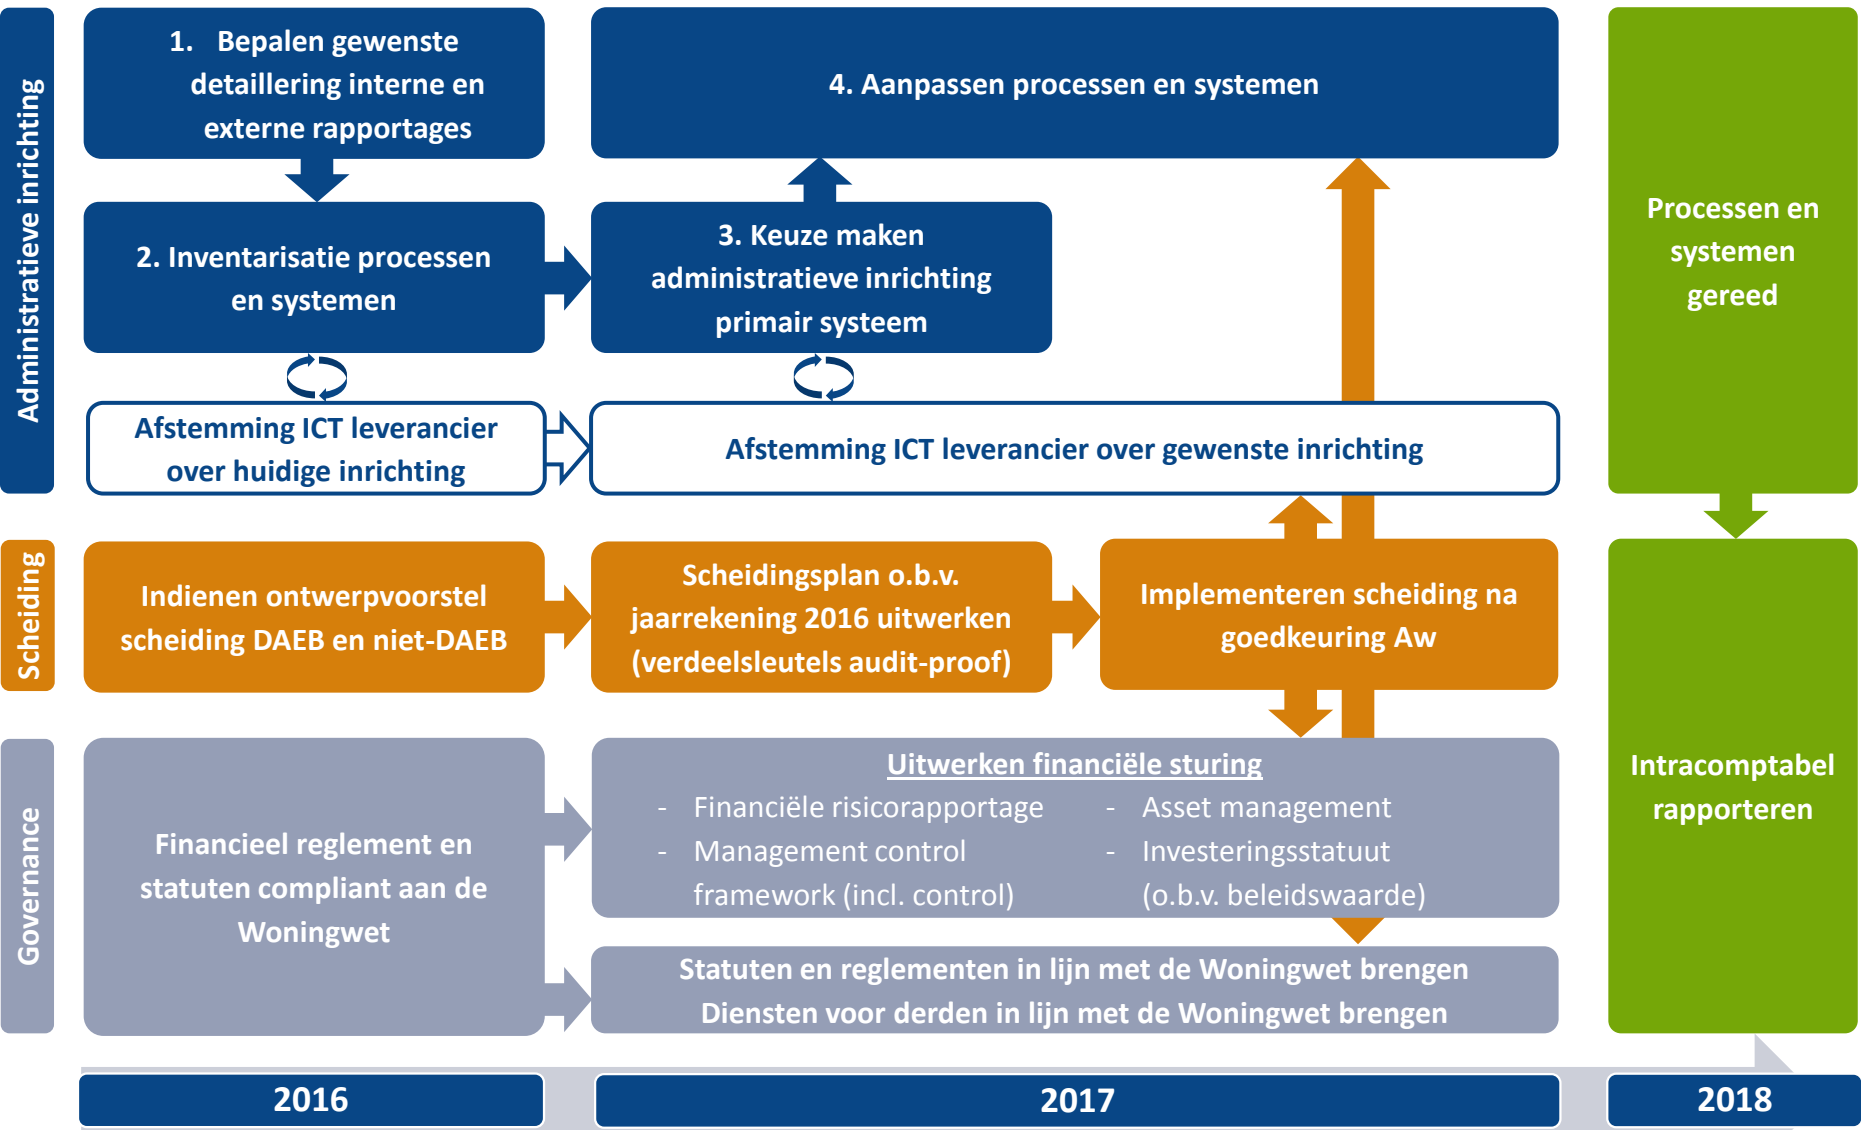 Administratieve inrichting
1. Bepalen gewenste
detaillering interne en
externe rapportages
4. Aanpassen processen en systemen
2. Inventarisatie processen
en systemen
3. Keuze maken
administratieve inrichting
primair systeem
Afstemming ICT leverancier
over huidige inrichting
Afstemming ICT leverancier over gewenste inrichting
Processen en
systemen
gereed
Scheiding
Indienen ontwerpvoorstel
scheiding DAEB en niet-DAEB
Scheidingsplan o.b.v.
jaarrekening 2016 uitwerken
(verdeelsleutels audit-proof)
Implementeren scheiding na
goedkeuring Aw
Governance
Financieel reglement en
statuten compliant aan de
Woningwet
Uitwerken financiële sturing
- Financiële risicorapportage
- Management control
framework (incl. control)
- Asset management
- Investeringsstatuut
(o.b.v. beleidswaarde)
Statuten en reglementen in lijn met de Woningwet brengen
Diensten voor derden in lijn met de Woningwet brengen
Intracomptabel
rapporteren
2016
2017
2018